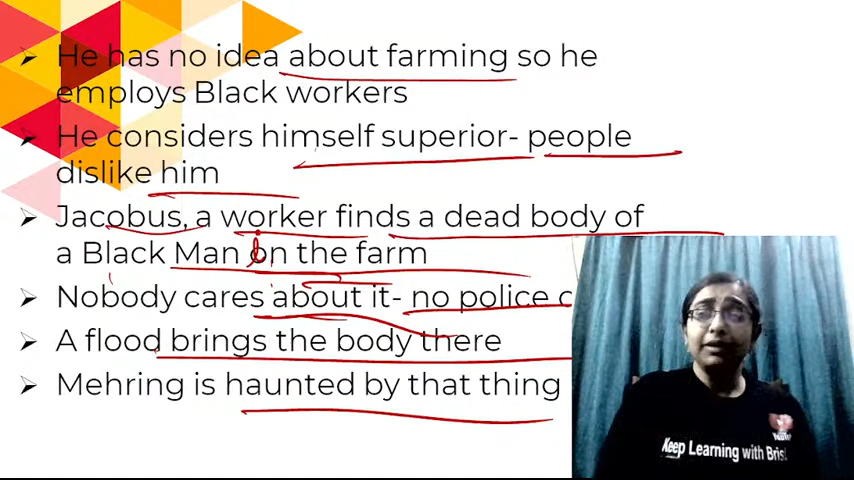 ➢ He has no idea about farming so he
employs Black workers
➢ He considers himself superior- people
dislike him
➢ Jacobus, a worker finds a dead body of
a Black Man on the farm
➢ Nobody cares about it- no police
➢ A flood brings the body there
➢ Mehring is haunted by that thing
Keep Learning with